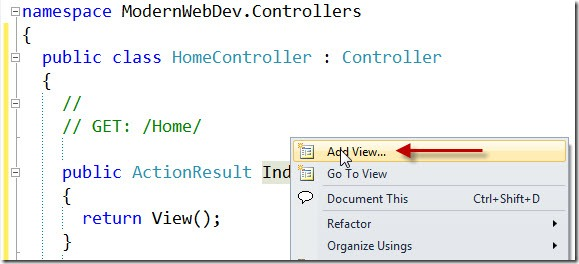 namespace ModernWebDev.Controllers
{
public class HomeController : Controller
{
//
// GET: /Home/
Add View...
Go To View
public ActionResult Ind
Document This Ctrl+Shift+D
{
return View();
Refactor
}
Organize Usings